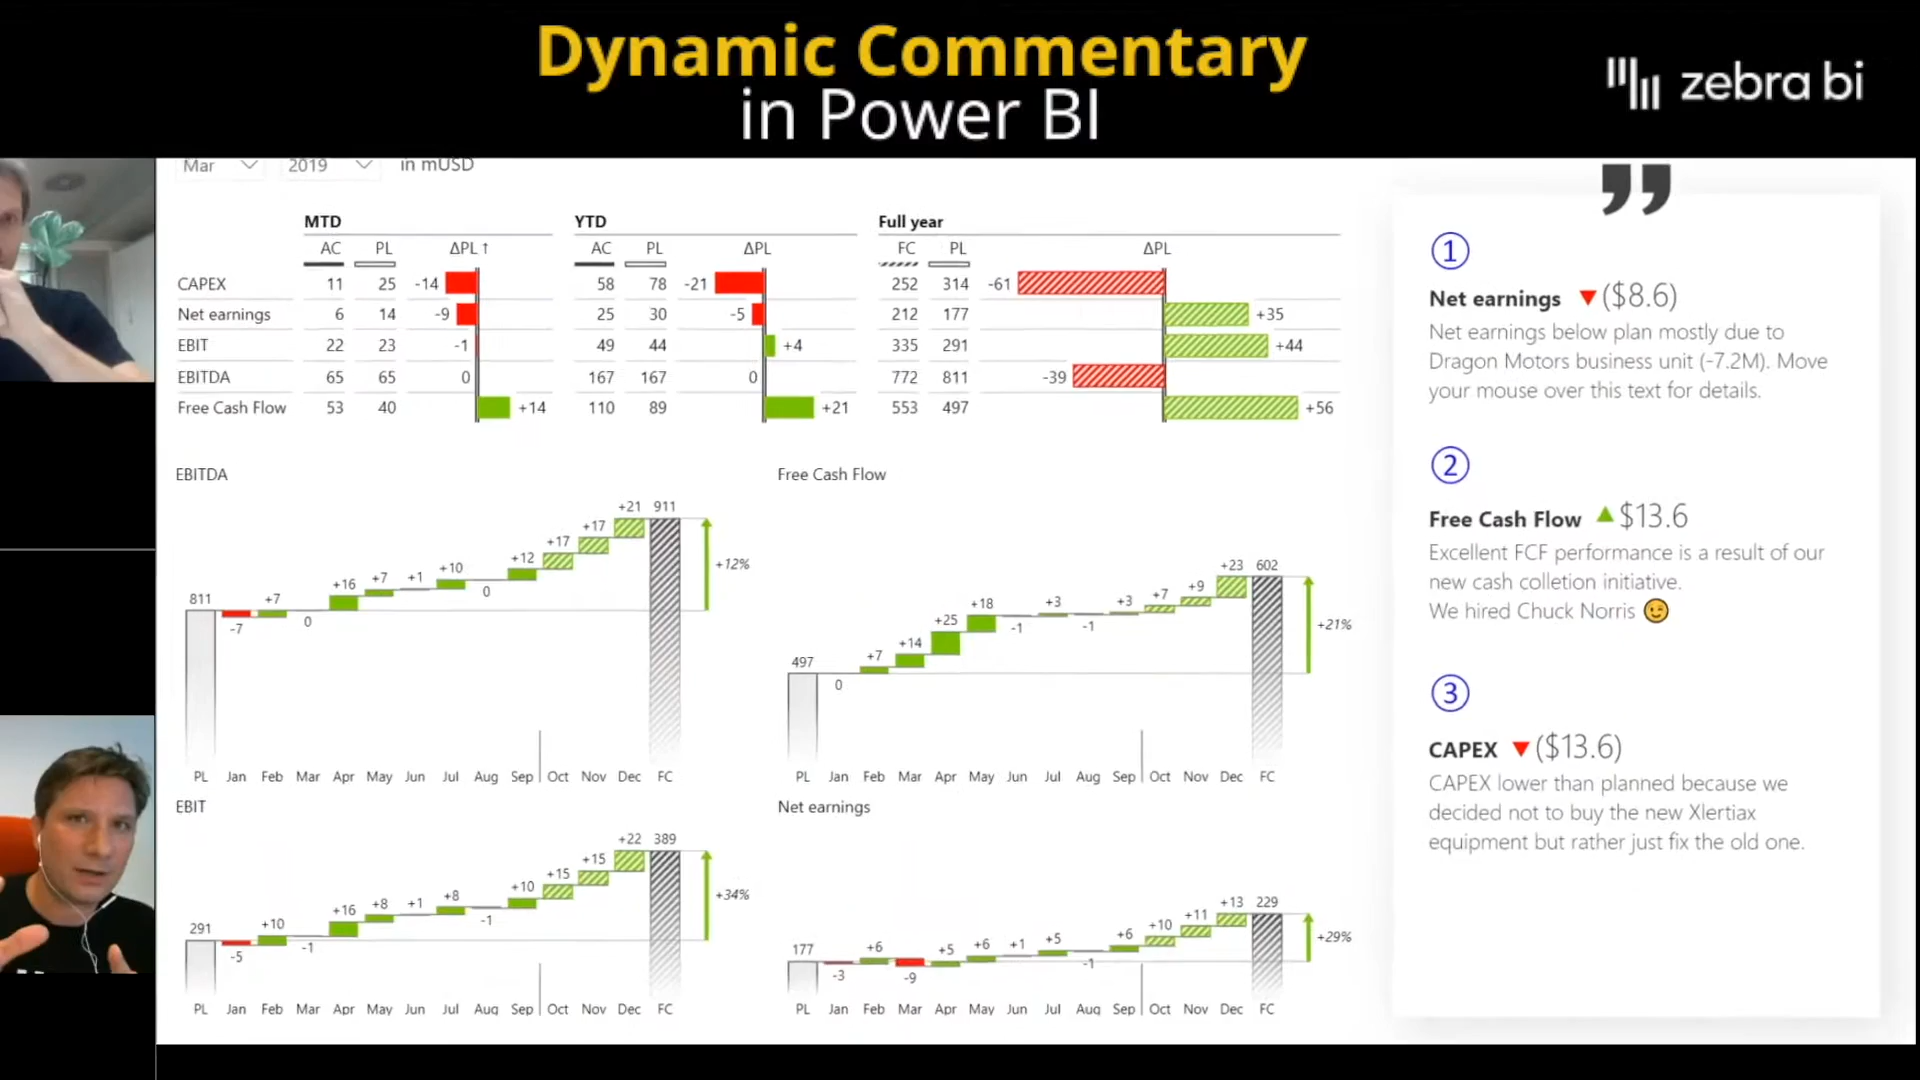 Dynamic Commentary
in Power BI
zebra bi
Mar 2019 in mUSD
MTD YTD Full year
AC PL ΔPL ↑ AC PL ΔPL FC PL ΔPL
CAPEX 11 25 -14 58 78 -21 252 314 -61
Net earnings 6 14 -9 25 30 -5 212 177 +35
EBIT 22 23 -1 49 44 +4 335 291 +44
EBITDA 65 65 0 167 167 0 772 811 -39
Free Cash Flow 53 40 +14 110 89 +21 553 497 +56
EBITDA
811 -7 +7 0 +16 +7 +1 +10 0 +12 +17 +17 +21 911 +12%
PL Jan Feb Mar Apr May Jun Jul Aug Sep Oct Nov Dec FC
Free Cash Flow
497 0 +7 +14 +25 +18 -1 +3 -1 +3 +7 +9 +23 602 +21%
PL Jan Feb Mar Apr May Jun Jul Aug Sep Oct Nov Dec FC
EBIT
291 -5 +10 -1 +16 +8 +1 +8 -1 +10 +15 +15 +22 389 +34%
PL Jan Feb Mar Apr May Jun Jul Aug Sep Oct Nov Dec FC
Net earnings
177 -3 +6 -9 +5 +6 +1 +5 -1 +6 +10 +11 +13 229 +29%
PL Jan Feb Mar Apr May Jun Jul Aug Sep Oct Nov Dec FC
”
①
Net earnings ▼($8.6)
Net earnings below plan mostly due to
Dragon Motors business unit (-7.2M). Move
your mouse over this text for details.
②
Free Cash Flow ▲$13.6
Excellent FCF performance is a result of our
new cash colletion initiative.
We hired Chuck Norris 😉
③
CAPEX ▼($13.6)
CAPEX lower than planned because we
decided not to buy the new Xlertiax
equipment but rather just fix the old one.